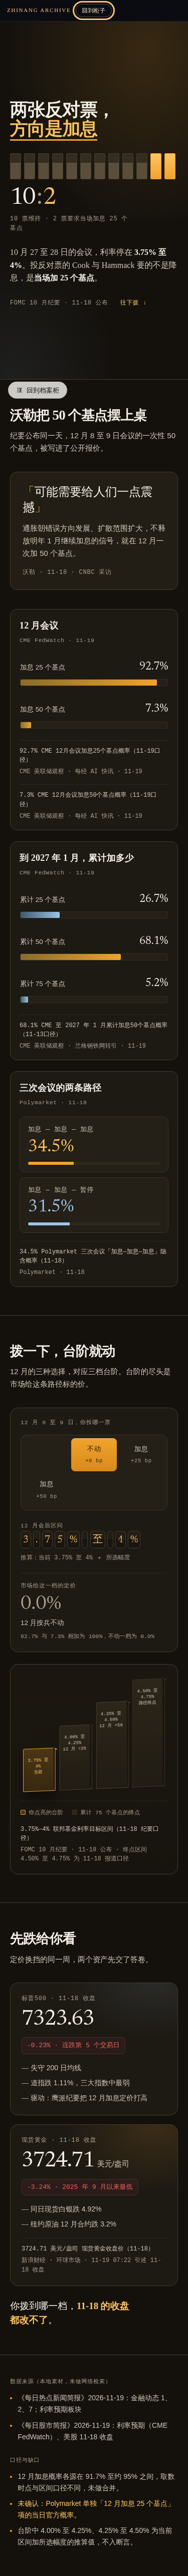 ZHINANG ARCHIVE 回到柜子
两张反对票，
方向是加息
10:2
10 票维持 · 2 票要求当场加息 25 个
基点
10 月 27 至 28 日的会议，利率停在 3.75% 至
4%。投反对票的 Cook 与 Hammack 要的不是降
息，是当场加 25 个基点。
FOMC 10 月纪要 · 11-18 公布 往下拨 ↓
回到档案柜
沃勒把 50 个基点摆上桌
纪要公布同一天，12 月 8 至 9 日会议的一次性 50
个基点，被写进了公开报价。
「可能需要给人们一点震
撼」
通胀朝错误方向发展、扩散范围扩大，不释
放明年 1 月继续加息的信号，就在 12 月一
次加 50 个基点。
沃勒 · 11-18 · CNBC 采访
12 月会议
CME FedWatch · 11-19
加息 25 个基点 92.7%
加息 50 个基点 7.3%
92.7% CME 12月会议加息25个基点概率（11-19口
径）
CME 美联储观察 · 每经 AI 快讯 · 11-19
7.3% CME 12月会议加息50个基点概率（11-19口
径）
CME 美联储观察 · 每经 AI 快讯 · 11-19
到 2027 年 1 月，累计加多少
CME FedWatch · 11-19
累计 25 个基点 26.7%
累计 50 个基点 68.1%
累计 75 个基点 5.2%
68.1% CME 至 2027 年 1 月累计加息50个基点概率
（11-13口径）
CME 美联储观察 · 兰格钢铁网转引 · 11-19
三次会议的两条路径
Polymarket · 11-18
加息 — 加息 — 加息
34.5%
加息 — 加息 — 暂停
31.5%
34.5% Polymarket 三次会议「加息—加息—加息」隐
含概率（11-18）
Polymarket · 11-18
拨一下，台阶就动
12 月的三种选择，对应三档台阶。台阶的尽头是
市场给这条路径标的价。
12 月 8 至 9 日，你投哪一票
不动
+0 bp
加息
+25 bp
加息
+50 bp
12 月会后区间
3.75% 至 4%
推算：当前 3.75% 至 4% + 所选幅度
市场给这一档的定价
0.0%
12 月按兵不动
92.7% 与 7.3% 相加为 100%，不动一档为 0.0%
3.75% 至
4%
当前
4.00% 至
4.25%
12 月 +25
4.25% 至
4.50%
12 月 +50
4.50% 至
4.75%
路径终点
你点亮的台阶 累计 75 个基点的终点
3.75%—4% 联邦基金利率目标区间（11-18 纪要口
径）
FOMC 10 月纪要 · 11-18 公布 · 终点区间
4.50% 至 4.75% 为 11-18 报道口径
先跌给你看
定价换挡的同一周，两个资产先交了答卷。
标普500 · 11-18 收盘
7323.63
-0.23% · 连跌第 5 个交易日
— 失守 200 日均线
— 道指跌 1.11%，三大指数中最弱
— 驱动：鹰派纪要把 12 月加息定价打高
现货黄金 · 11-18 收盘
3724.71 美元/盎司
-3.24% · 2025 年 9 月以来最低
— 同日现货白银跌 4.92%
— 纽约原油 12 月合约跌 3.2%
3724.71 美元/盎司 现货黄金收盘价（11-18）
新浪财经 · 环球市场 · 11-19 07:22 引述 11-
18 收盘
你拨到哪一档，11-18 的收盘
都改不了。
数据来源（本地素材，未做网络检索）
《每日热点新闻简报》2026-11-19：金融动态 1、
2、7；利率预期板块
《每日股市简报》2026-11-19：利率预期（CME
FedWatch）、美股 11-18 收盘
口径与缺口
12 月加息概率各源在 91.7% 至约 95% 之间，取数
时点与区间口径不同，未做合并。
未确认：Polymarket 单独「12 月加息 25 个基点」
项的当日官方概率。
台阶中 4.00% 至 4.25%、4.25% 至 4.50% 为当前
区间加所选幅度的推算值，不入断言。